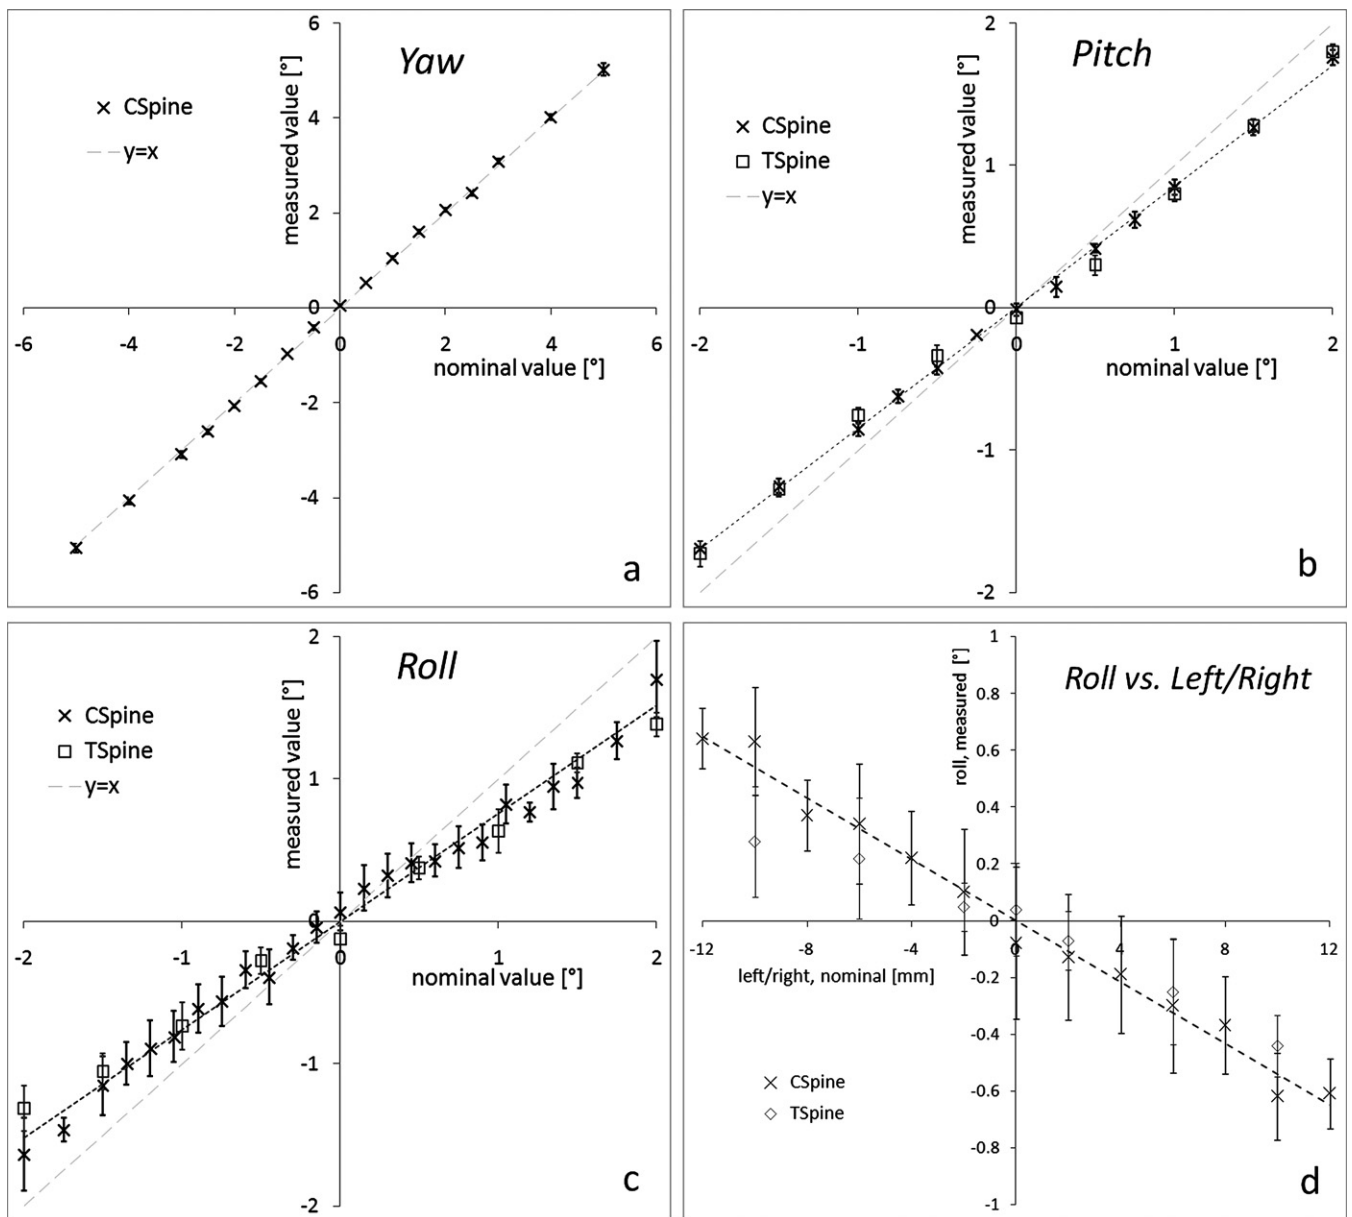 Yaw
measured value [°]
6
4
2
0
-2
-4
-6
-6 -4 -2 0 2 4 6
nominal value [°]
CSpine
y=x
a
Pitch
measured value [°]
2
1
0
-1
-2
-2 -1 0 1 2
nominal value [°]
CSpine
TSpine
y=x
b
Roll
measured value [°]
2
1
0
-1
-2
-2 -1 0 1 2
nominal value [°]
CSpine
TSpine
y=x
c
Roll vs. Left/Right
roll, measured [°]
1
0.8
0.6
0.4
0.2
0
-0.2
-0.4
-0.6
-0.8
-1
-12 -8 -4 0 4 8 12
left/right, nominal [mm]
CSpine
TSpine
d